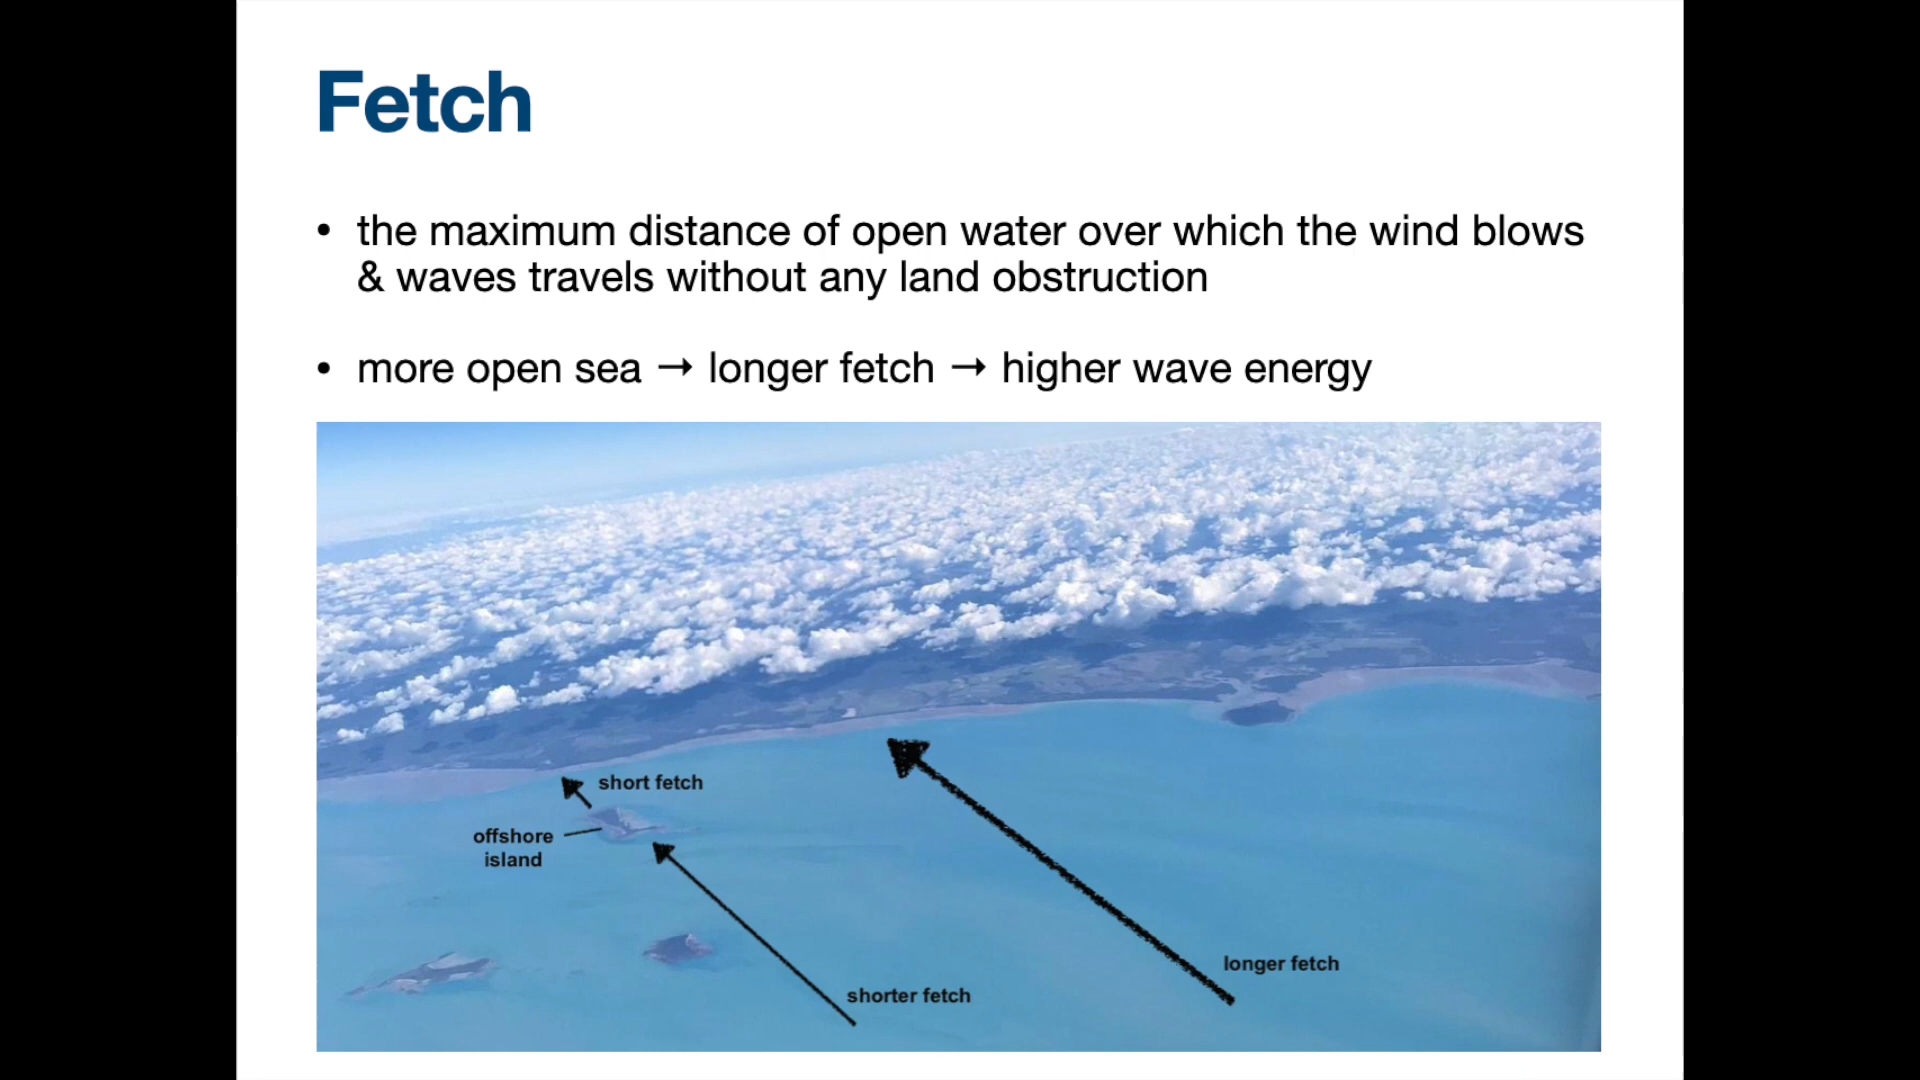 Fetch
• the maximum distance of open water over which the wind blows
& waves travels without any land obstruction
• more open sea → longer fetch → higher wave energy
short fetch
offshore
island
longer fetch
shorter fetch